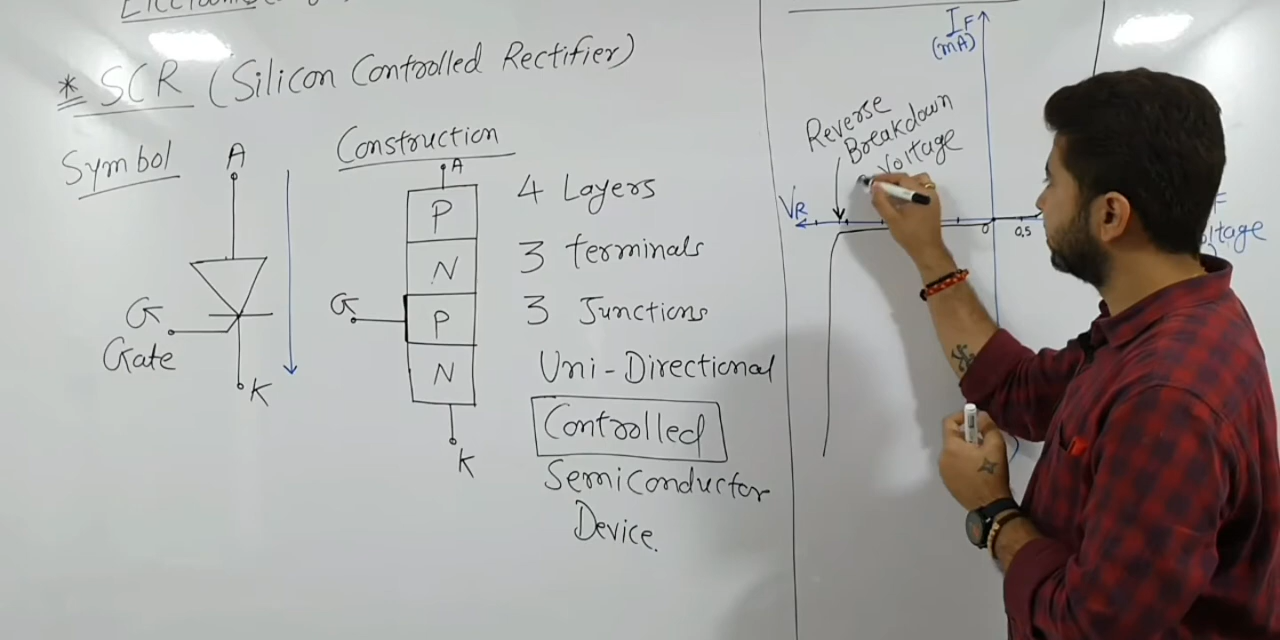 * SCR (Silicon Controlled Rectifier)
Symbol
A
G
Gate
K
Construction
A
P
N
G
P
N
K
4 Layers
3 terminals
3 Junctions
Uni-Directional
Controlled
Semiconductor
Device.
IF
(mA)
Reverse
Breakdown
Voltage
VR
0
0,5
F